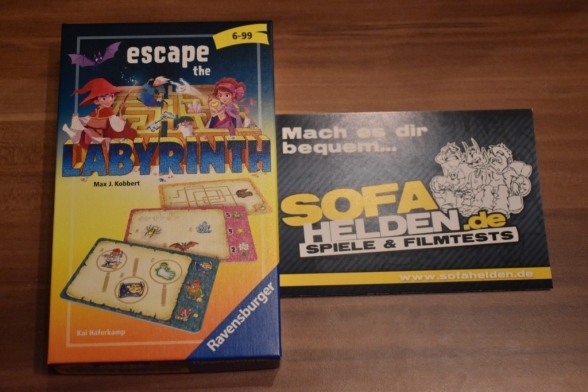 6-99
escape
the
LABYRINTH
Max J. Kobbert
Kai Haferkamp
Ravensburger
Mach es dir
bequem...
SOFA
HELDEN.de
SPIELE & FILMTESTS
www.sofahelden.de